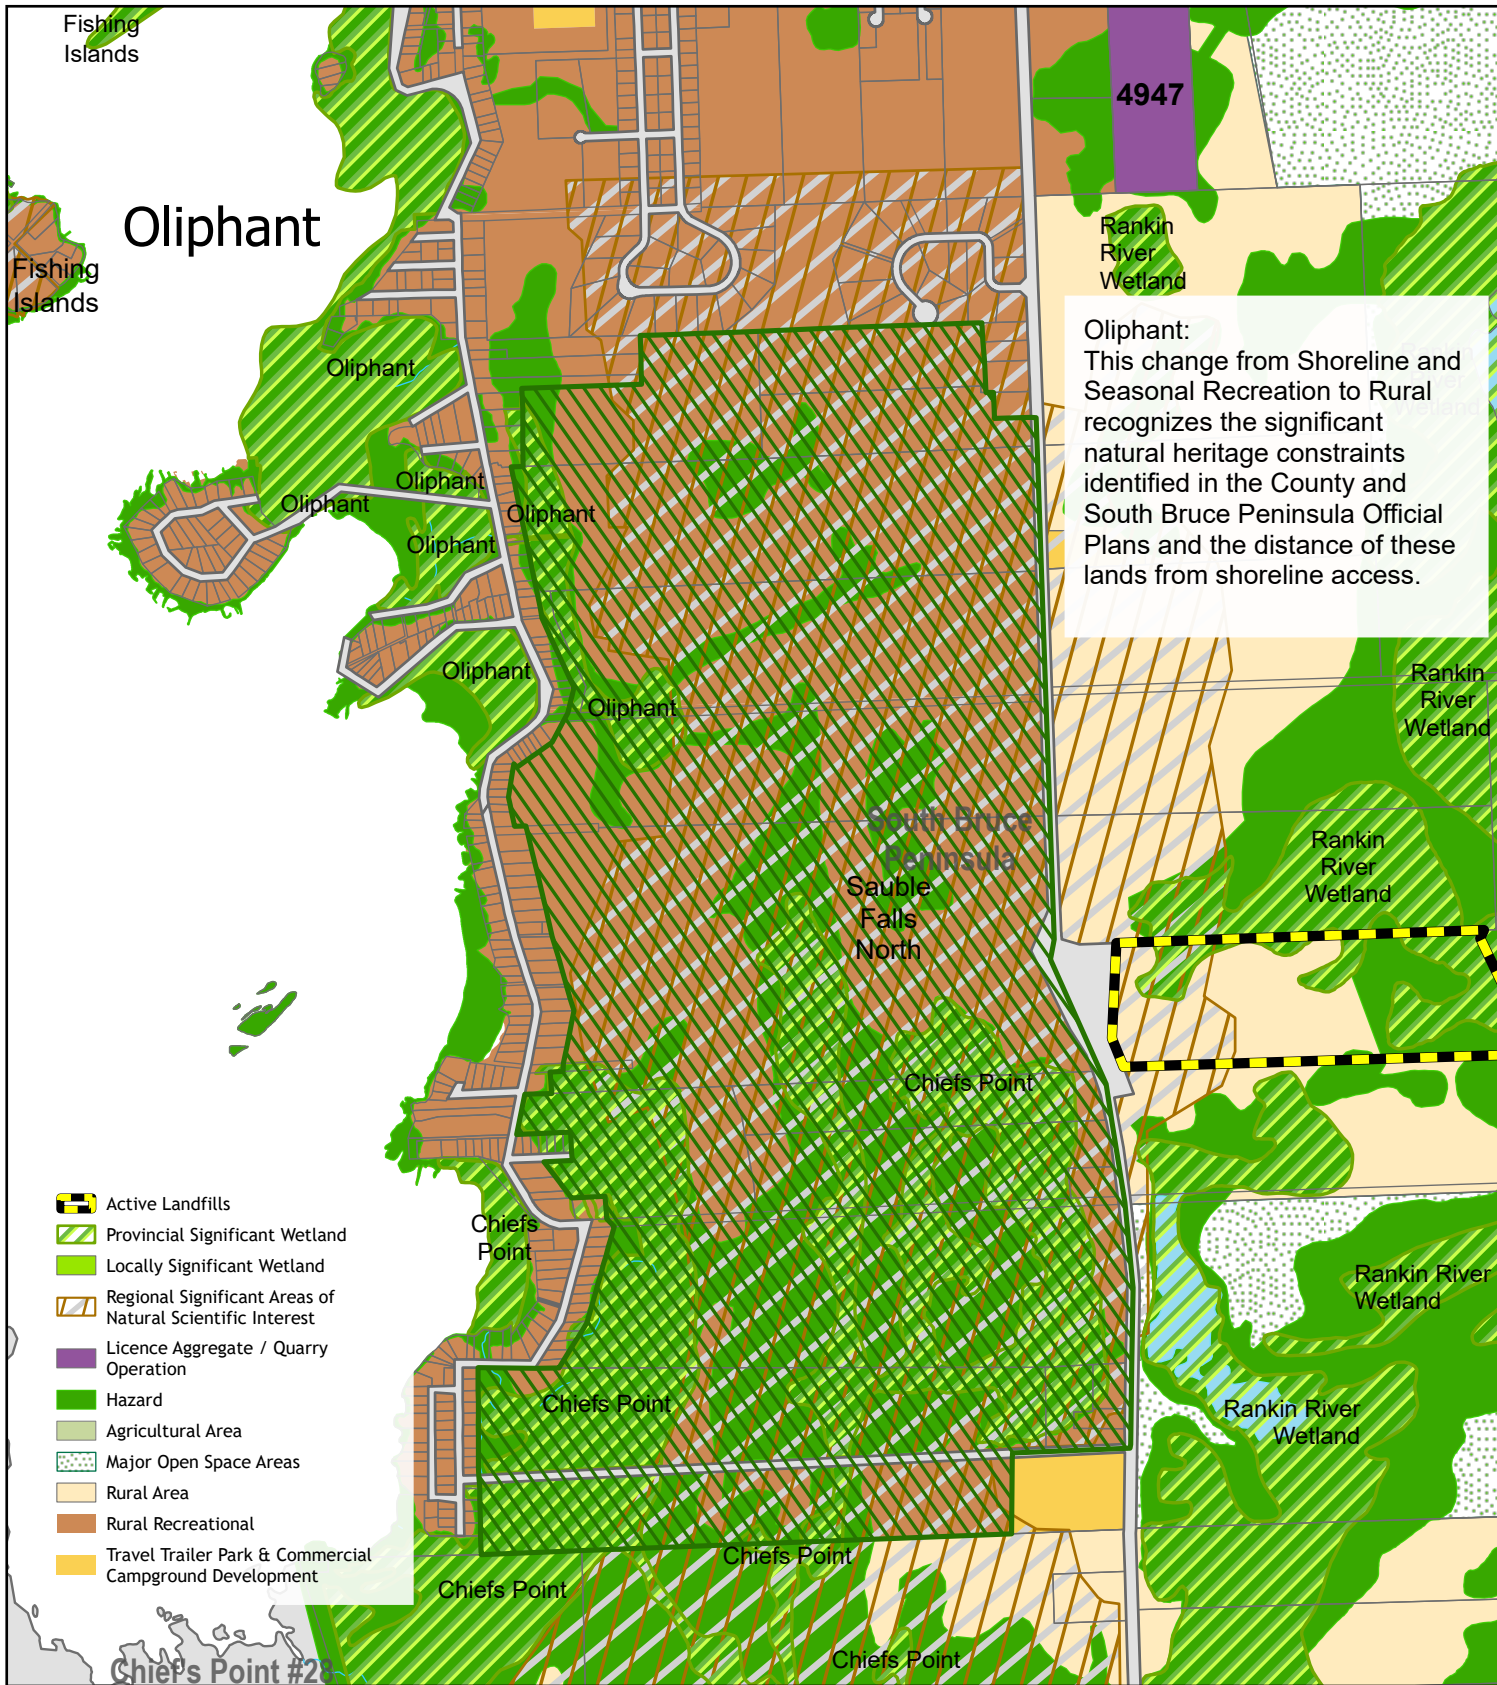 Fishing
Islands
4947
Oliphant
Fishing
Islands
Rankin
River
Wetland
Oliphant:
This change from Shoreline and
Seasonal Recreation to Rural
recognizes the significant
natural heritage constraints
identified in the County and
South Bruce Peninsula Official
Plans and the distance of these
lands from shoreline access.
Oliphant
Oliphant
Oliphant
Oliphant
Oliphant
Oliphant
Oliphant
Rankin
River
Wetland
South Bruce
Peninsula
Sauble
Falls
North
Rankin
River
Wetland
Chiefs Point
Chiefs
Point
Rankin River
Wetland
Chiefs Point
Rankin River
Wetland
Active Landfills
Provincial Significant Wetland
Locally Significant Wetland
Regional Significant Areas of
Natural Scientific Interest
Licence Aggregate / Quarry
Operation
Hazard
Agricultural Area
Major Open Space Areas
Rural Area
Rural Recreational
Travel Trailer Park & Commercial
Campground Development
Chiefs Point
Chiefs Point
Chiefs Point
Chief's Point #28